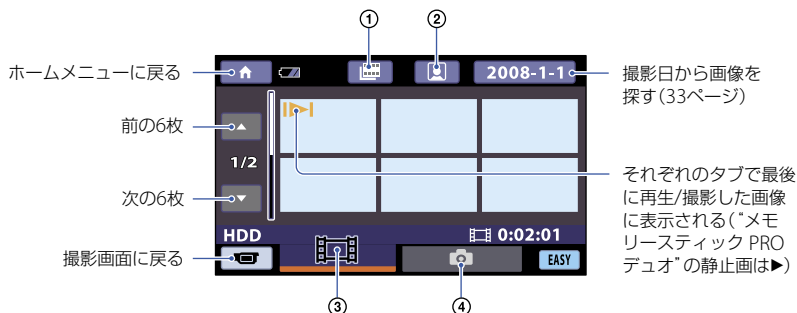 ① ②
ホームメニューに戻る
2008-1-1
撮影日から画像を
探す(33ページ)
前の6枚
1/2
次の6枚
それぞれのタブで最後
に再生/撮影した画像
に表示される(“メモ
リースティック PRO
デュオ”の静止画は▶)
HDD 0:02:01
撮影画面に戻る
EASY
③ ④